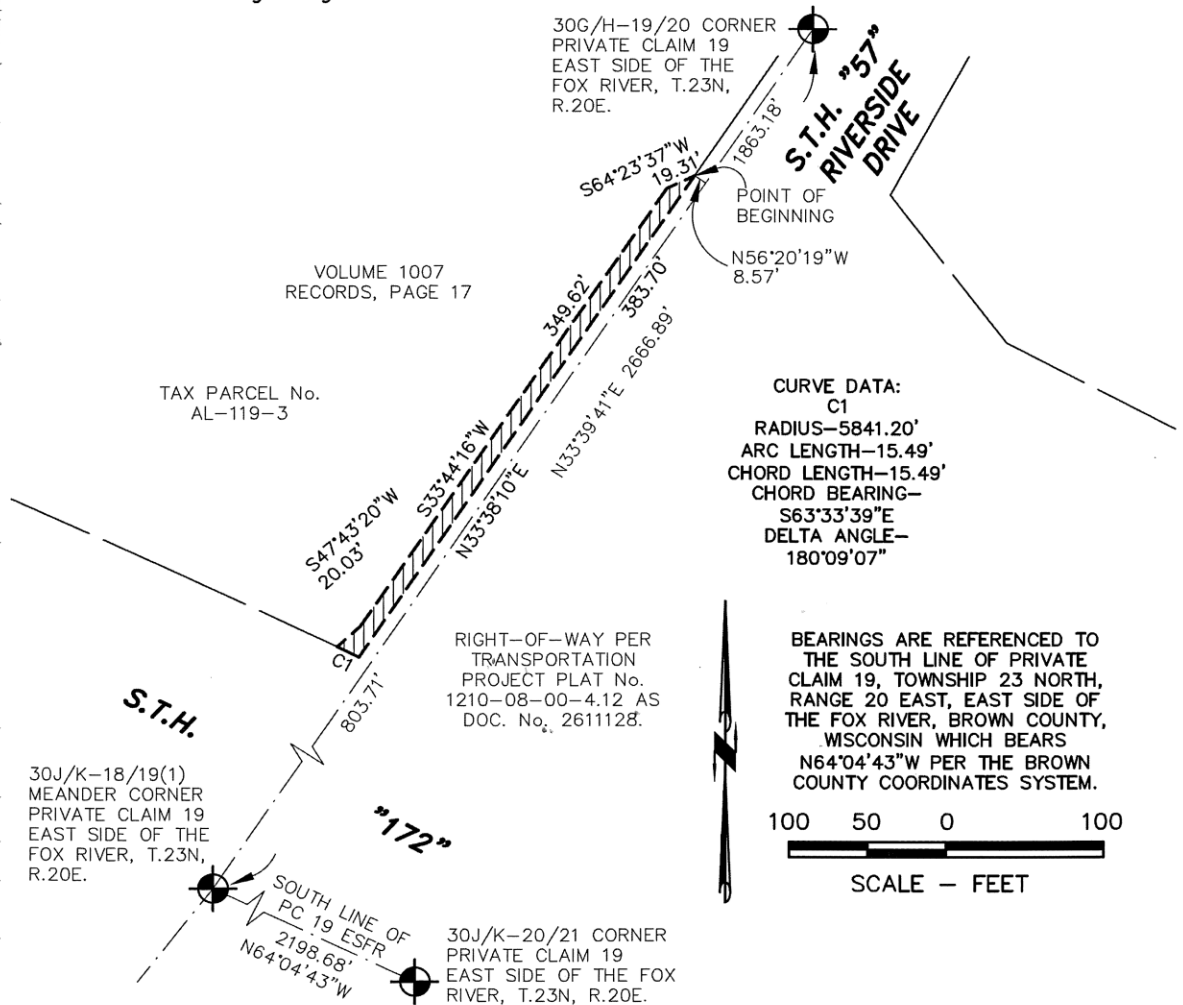 30G/H-19/20 CORNER
PRIVATE CLAIM 19
EAST SIDE OF THE
FOX RIVER, T.23N,
R.20E.
S.T.H. "57"
RIVERSIDE
DRIVE
1863.18'
S64°23'37"W
19.31'
POINT OF
BEGINNING
N56°20'19"W
8.57'
VOLUME 1007
RECORDS, PAGE 17
349.62'
383.70'
N33°39'41"E 2666.89'
TAX PARCEL No.
AL-119-3
S33°44'16"W
N33°38'10"E
S47°43'20"W
20.03'
CURVE DATA:
C1
RADIUS-5841.20'
ARC LENGTH-15.49'
CHORD LENGTH-15.49'
CHORD BEARING-
S63°33'39"E
DELTA ANGLE-
180°09'07"
C1
803.71'
RIGHT-OF-WAY PER
TRANSPORTATION
PROJECT PLAT No.
1210-08-00-4.12 AS
DOC. No. 2611128.
BEARINGS ARE REFERENCED TO
THE SOUTH LINE OF PRIVATE
CLAIM 19, TOWNSHIP 23 NORTH,
RANGE 20 EAST, EAST SIDE OF
THE FOX RIVER, BROWN COUNTY,
WISCONSIN WHICH BEARS
N64°04'43"W PER THE BROWN
COUNTY COORDINATES SYSTEM.
S.T.H.
"172"
30J/K-18/19(1)
MEANDER CORNER
PRIVATE CLAIM 19
EAST SIDE OF THE
FOX RIVER, T.23N,
R.20E.
100 50 0 100
SCALE - FEET
SOUTH LINE OF
PC 19 ESFR
2198.68'
N64°04'43"W
30J/K-20/21 CORNER
PRIVATE CLAIM 19
EAST SIDE OF THE FOX
RIVER, T.23N, R.20E.